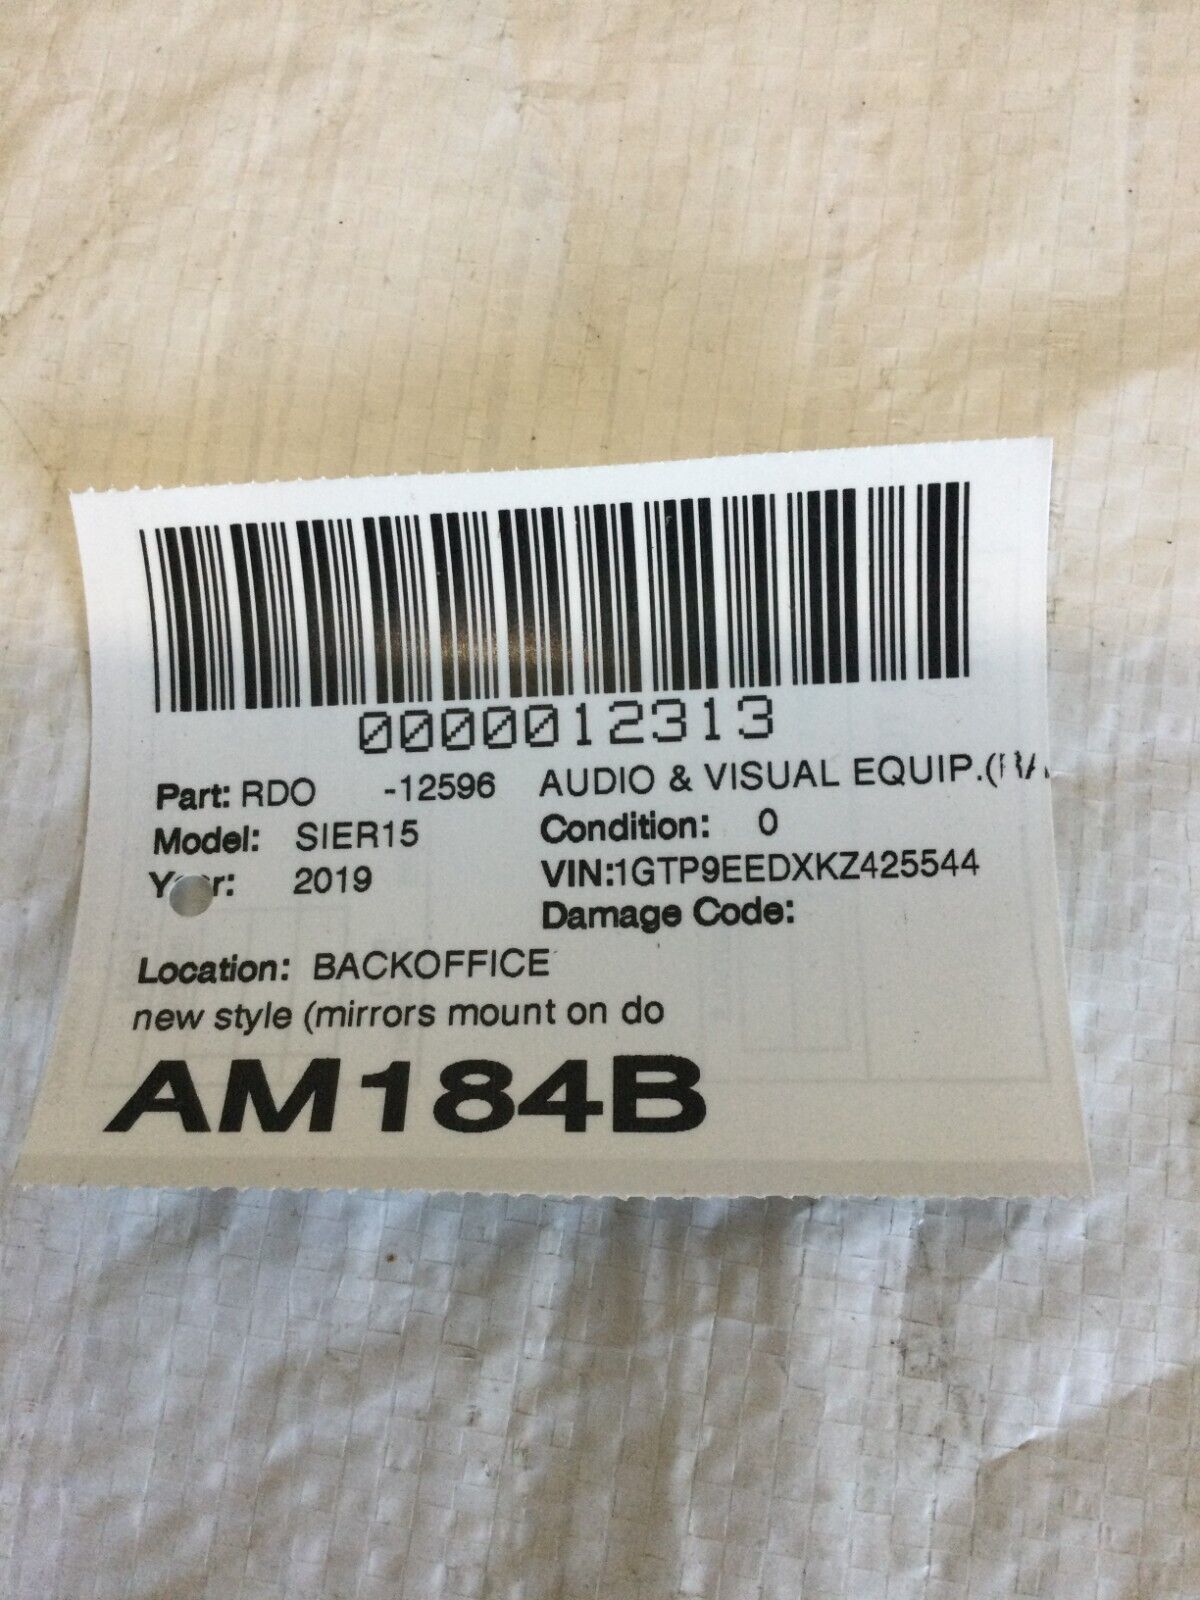 0000012313
Part: RDO -12596 AUDIO & VISUAL EQUIP.(
Model: SIER15 Condition: 0
2019 VIN:1GTP9EEDXKZ425544
Damage Code:
Location: BACKOFFICE
new style (mirrors mount on do
AM184B